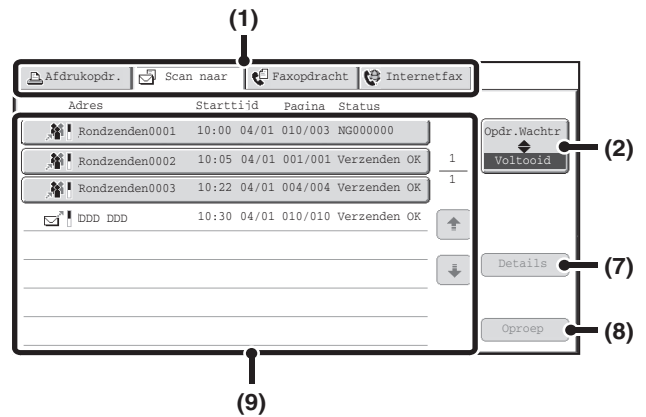 (1)
Afdrukopdr. Scan naar Faxopdracht Internetfax
Adres Starttijd Pagina Status
Rondzenden0001 10:00 04/01 010/003 NG000000
Opdr.Wachtr
Voltooid
(2)
Rondzenden0002 10:05 04/01 001/001 Verzenden OK
1
1
Rondzenden0003 10:22 04/01 004/004 Verzenden OK
DDD DDD 10:30 04/01 010/010 Verzenden OK
Details
(7)
Oproep
(8)
(9)